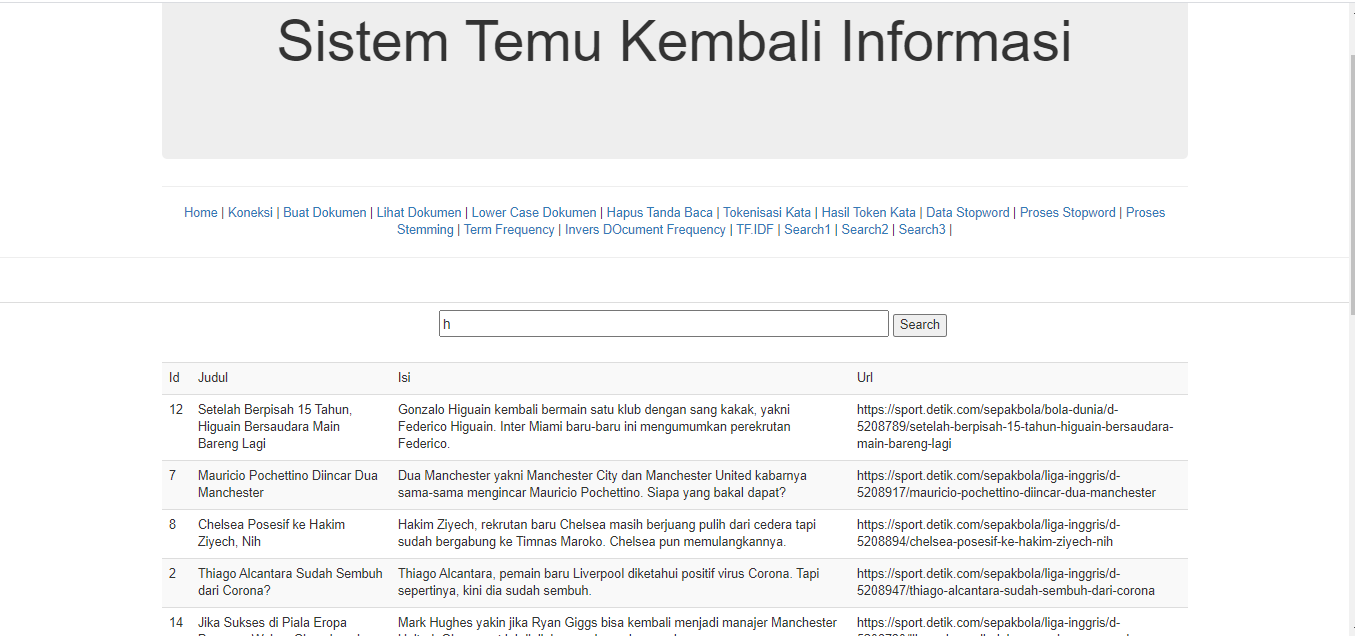 Sistem Temu Kembali Informasi
Home | Koneksi | Buat Dokumen | Lihat Dokumen | Lower Case Dokumen | Hapus Tanda Baca | Tokenisasi Kata | Hasil Token Kata | Data Stopword | Proses Stopword | Proses
Stemming | Term Frequency | Invers DOcument Frequency | TF.IDF | Search1 | Search2 | Search3 |
h Search
Id Judul Isi Url
12 Setelah Berpisah 15 Tahun, Gonzalo Higuain kembali bermain satu klub dengan sang kakak, yakni https://sport.detik.com/sepakbola/bola-dunia/d-
Higuain Bersaudara Main Federico Higuain. Inter Miami baru-baru ini mengumumkan perekrutan 5208789/setelah-berpisah-15-tahun-higuain-bersaudara-
Bareng Lagi Federico. main-bareng-lagi
7 Mauricio Pochettino Diincar Dua Dua Manchester yakni Manchester City dan Manchester United kabarnya https://sport.detik.com/sepakbola/liga-inggris/d-
Manchester sama-sama mengincar Mauricio Pochettino. Siapa yang bakal dapat? 5208917/mauricio-pochettino-diincar-dua-manchester
8 Chelsea Posesif ke Hakim Hakim Ziyech, rekrutan baru Chelsea masih berjuang pulih dari cedera tapi https://sport.detik.com/sepakbola/liga-inggris/d-
Ziyech, Nih sudah bergabung ke Timnas Maroko. Chelsea pun memulangkannya. 5208894/chelsea-posesif-ke-hakim-ziyech-nih
2 Thiago Alcantara Sudah Sembuh Thiago Alcantara, pemain baru Liverpool diketahui positif virus Corona. Tapi https://sport.detik.com/sepakbola/liga-inggris/d-
dari Corona? sepertinya, kini dia sudah sembuh. 5208947/thiago-alcantara-sudah-sembuh-dari-corona
14 Jika Sukses di Piala Eropa Mark Hughes yakin jika Ryan Giggs bisa kembali menjadi manajer Manchester https://sport.detik.com/sepakbola/liga-inggris/d-